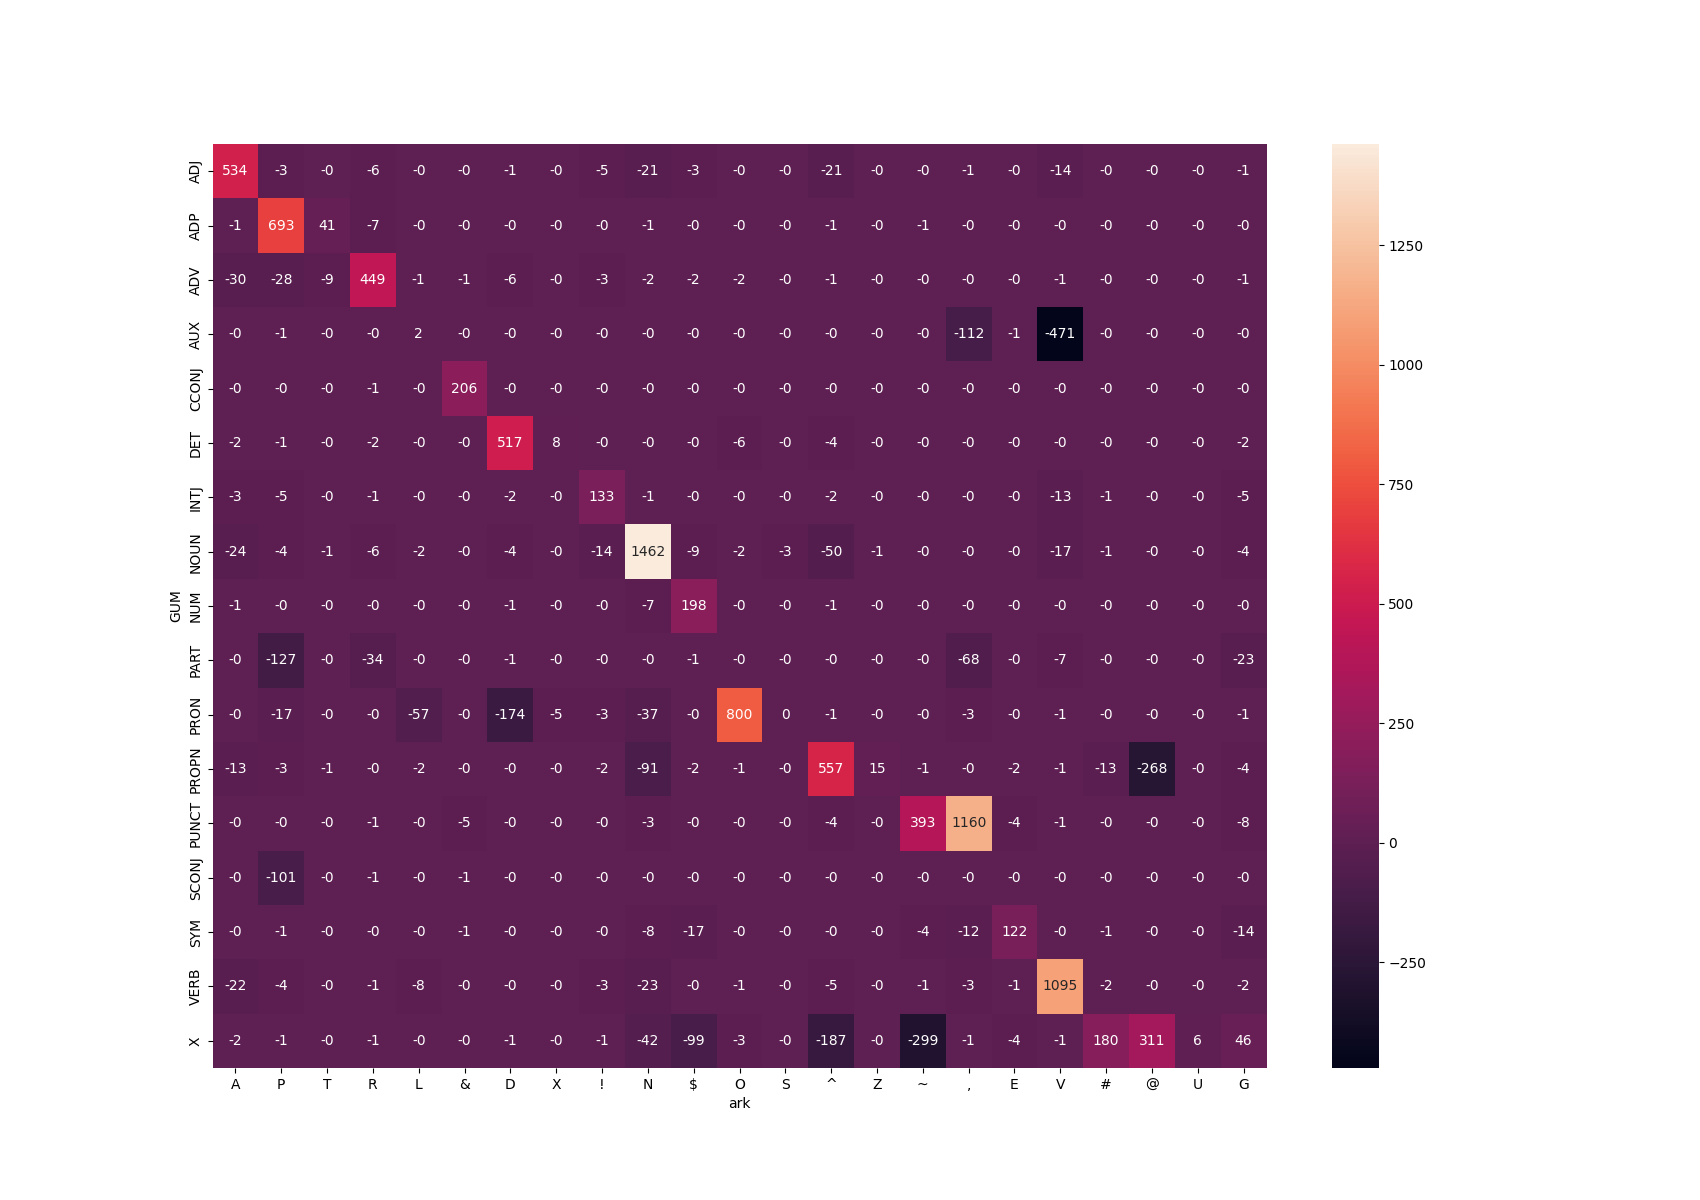 ADJ 534 -3 -0 -6 -0 -0 -1 -0 -5 -21 -3 -0 -0 -21 -0 -0 -1 -0 -14 -0 -0 -0 -1
ADP -1 693 41 -7 -0 -0 -0 -0 -0 -1 -0 -0 -0 -1 -0 -1 -0 -0 -0 -0 -0 -0 -0
1250
ADV -30 -28 -9 449 -1 -1 -6 -0 -3 -2 -2 -2 -0 -1 -0 -0 -0 -0 -1 -0 -0 -0 -1
AUX -0 -1 -0 -0 2 -0 -0 -0 -0 -0 -0 -0 -0 -0 -0 -0 -112 -1 -471 -0 -0 -0 -0
1000
CCONJ -0 -0 -0 -1 -0 206 -0 -0 -0 -0 -0 -0 -0 -0 -0 -0 -0 -0 -0 -0 -0 -0 -0
DET -2 -1 -0 -2 -0 -0 517 8 -0 -0 -0 -6 -0 -4 -0 -0 -0 -0 -0 -0 -0 -0 -2
750
INTJ -3 -5 -0 -1 -0 -0 -2 -0 133 -1 -0 -0 -0 -2 -0 -0 -0 -0 -13 -1 -0 -0 -5
NOUN -24 -4 -1 -6 -2 -0 -4 -0 -14 1462 -9 -2 -3 -50 -1 -0 -0 -0 -17 -1 -0 -0 -4
500
GUM
NUM -1 -0 -0 -0 -0 -0 -1 -0 -0 -7 198 -0 -0 -1 -0 -0 -0 -0 -0 -0 -0 -0 -0
PART -0 -127 -0 -34 -0 -0 -1 -0 -0 -0 -1 -0 -0 -0 -0 -0 -68 -0 -7 -0 -0 -0 -23
PRON -0 -17 -0 -0 -57 -0 -174 -5 -3 -37 -0 800 0 -1 -0 -0 -3 -0 -1 -0 -0 -0 -1
250
PROPN -13 -3 -1 -0 -2 -0 -0 -0 -2 -91 -2 -1 -0 557 15 -1 -0 -2 -1 -13 -268 -0 -4
PUNCT -0 -0 -0 -1 -0 -5 -0 -0 -0 -3 -0 -0 -0 -4 -0 393 1160 -4 -1 -0 -0 -0 -8
0
SCONJ -0 -101 -0 -1 -0 -1 -0 -0 -0 -0 -0 -0 -0 -0 -0 -0 -0 -0 -0 -0 -0 -0 -0
SYM -0 -1 -0 -0 -0 -1 -0 -0 -0 -8 -17 -0 -0 -0 -0 -4 -12 122 -0 -1 -0 -0 -14
−250
VERB -22 -4 -0 -1 -8 -0 -0 -0 -3 -23 -0 -1 -0 -5 -0 -1 -3 -1 1095 -2 -0 -0 -2
X -2 -1 -0 -1 -0 -0 -1 -0 -1 -42 -99 -3 -0 -187 -0 -299 -1 -4 -1 180 311 6 46
A P T R L & D X ! N $ O S ^ Z ~ , E V # @ U G
ark